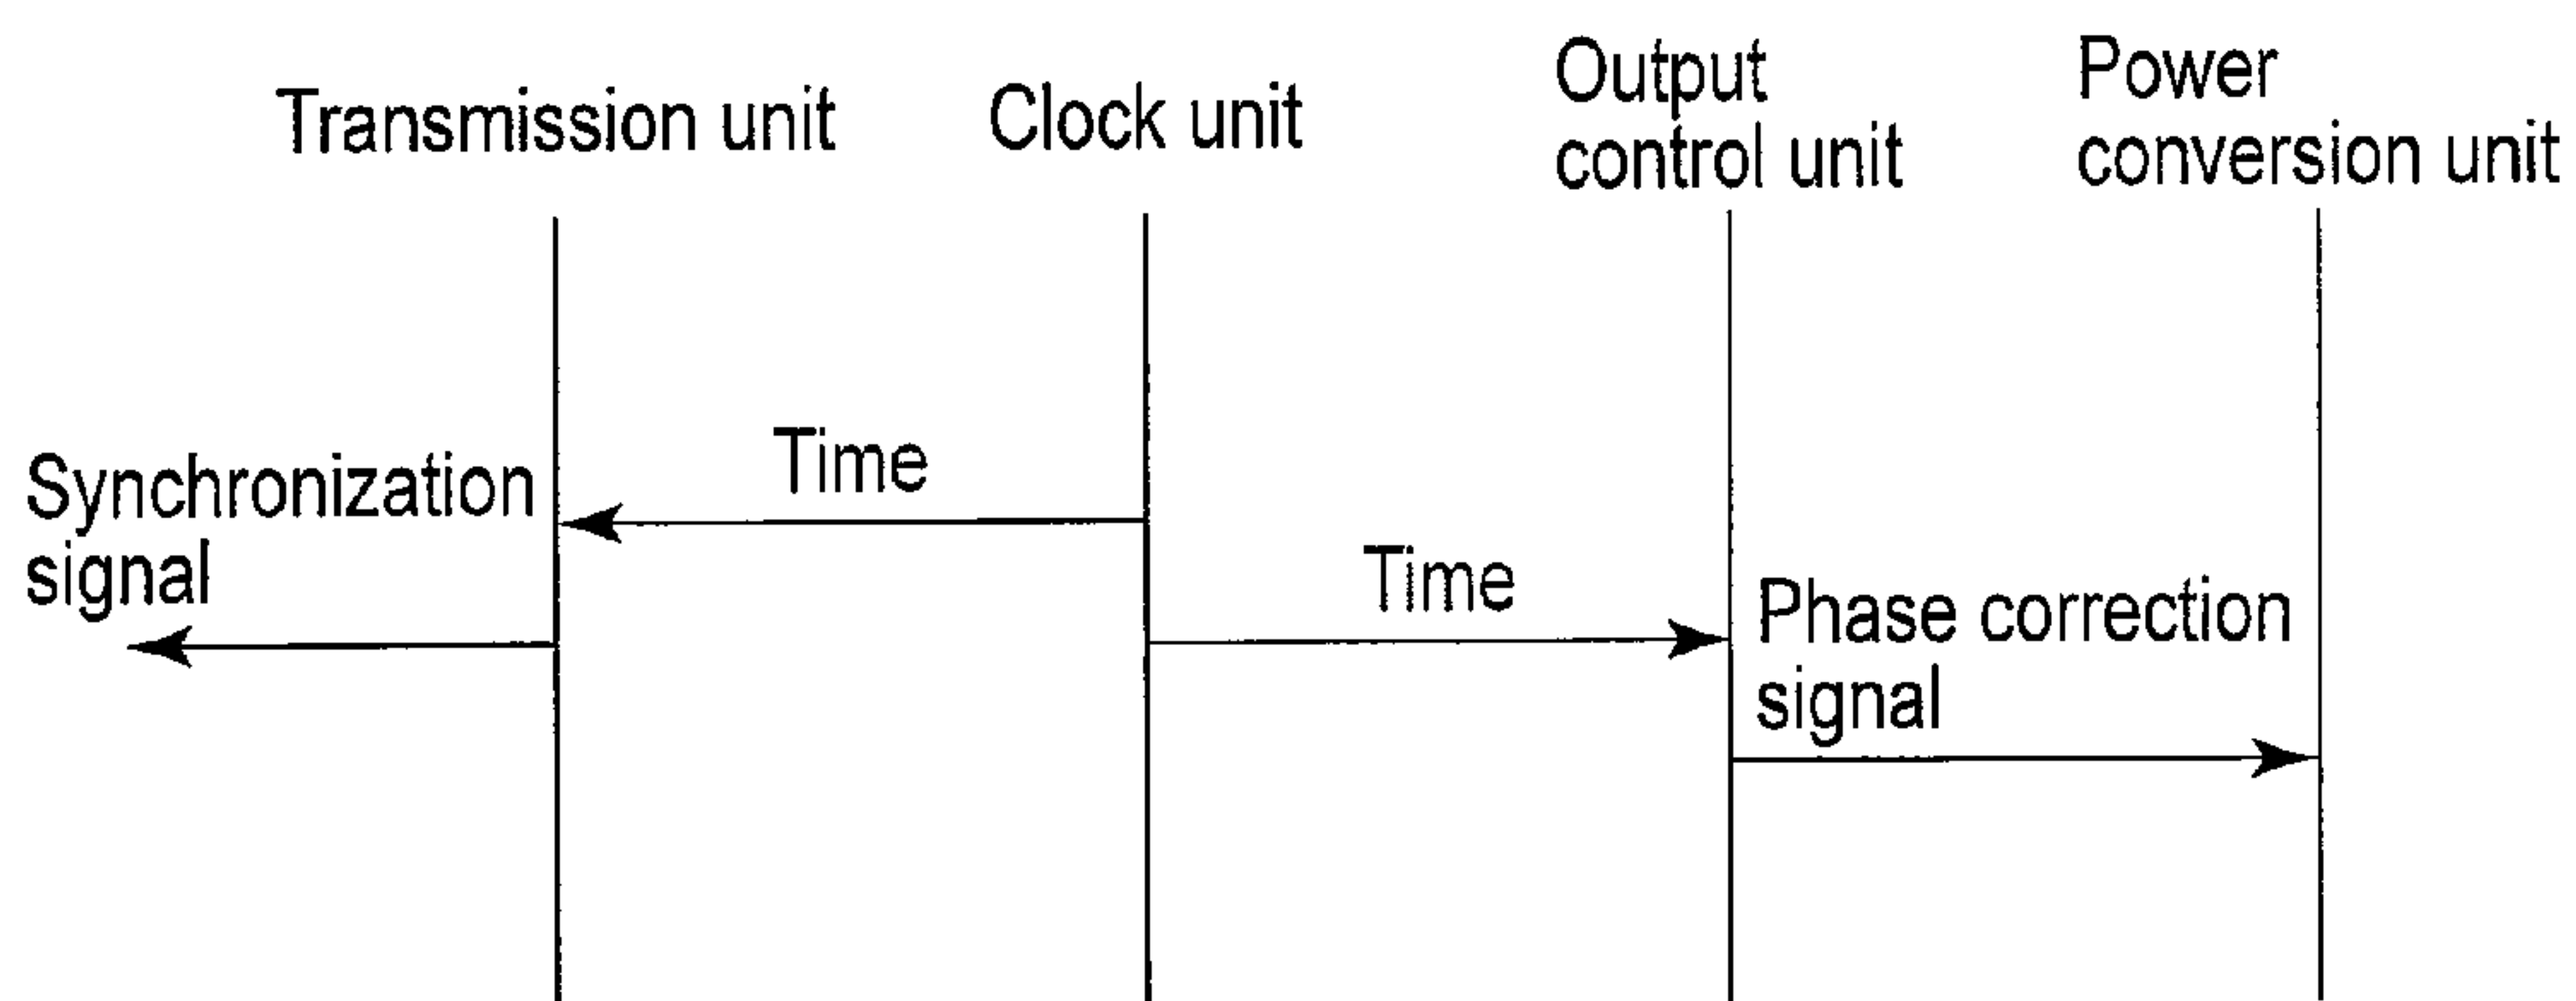 Transmission unit
Clock unit
Output
control unit
Power
conversion unit
Synchronization
signal
Time
Time
Phase correction
signal